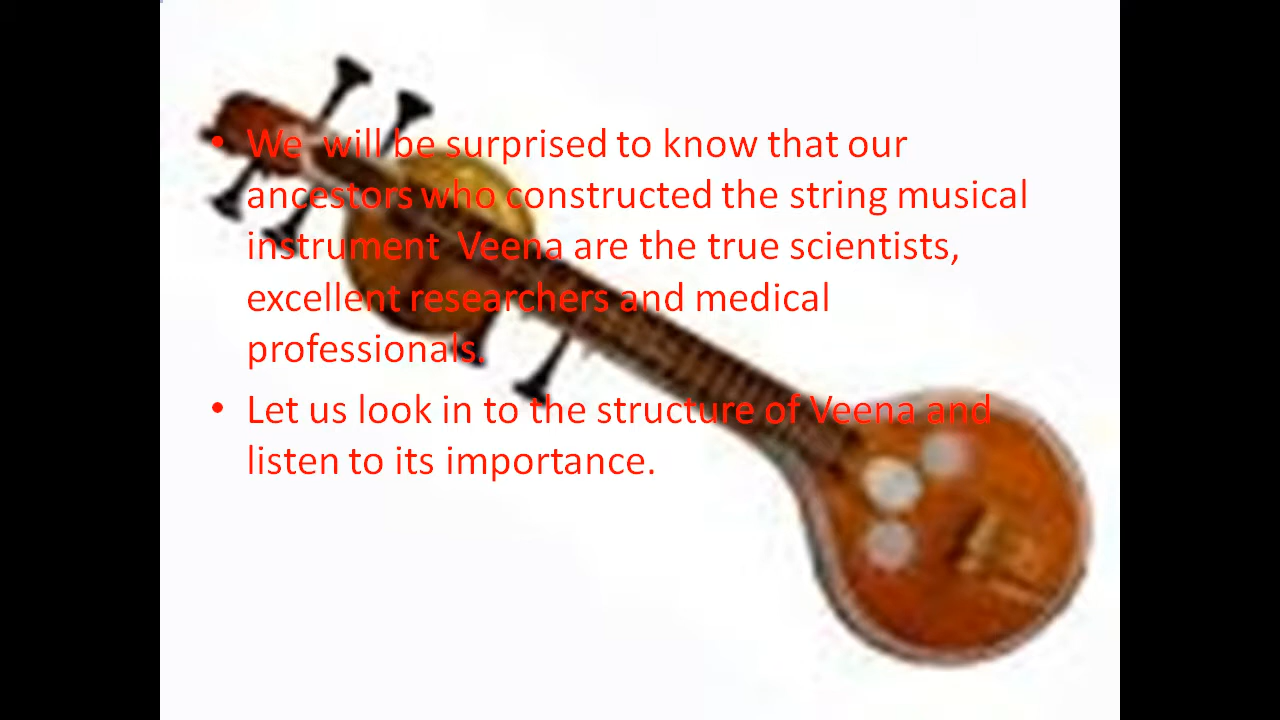 • We  will be surprised to know that our
ancestors who constructed the string musical
instrument  Veena are the true scientists,
excellent researchers and medical
professionals.
• Let us look in to the structure of Veena and
listen to its importance.